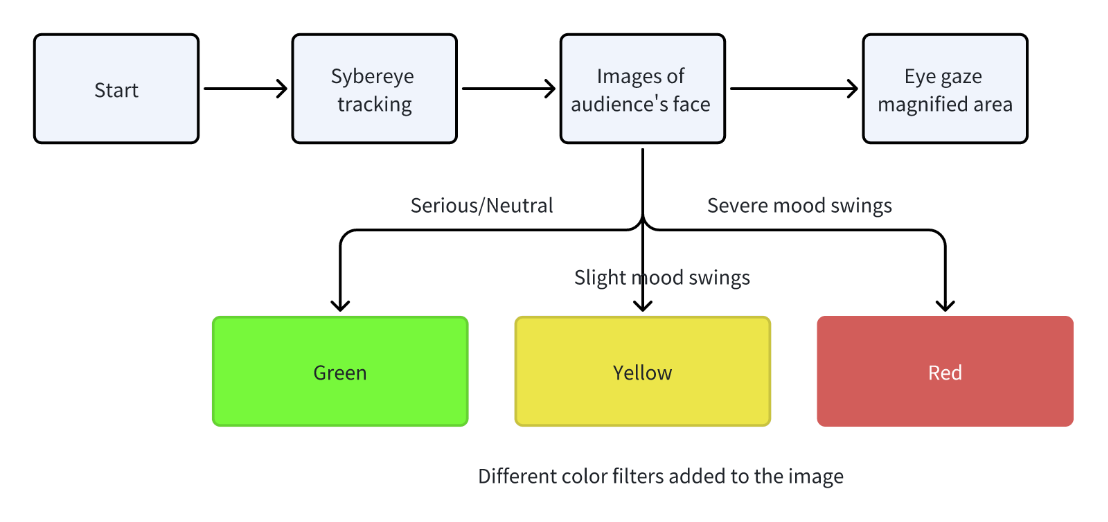 Start
Sybereye
tracking
Images of
audience's face
Eye gaze
magnified area
Serious/Neutral
Severe mood swings
Slight mood swings
Green
Yellow
Red
Different color filters added to the image